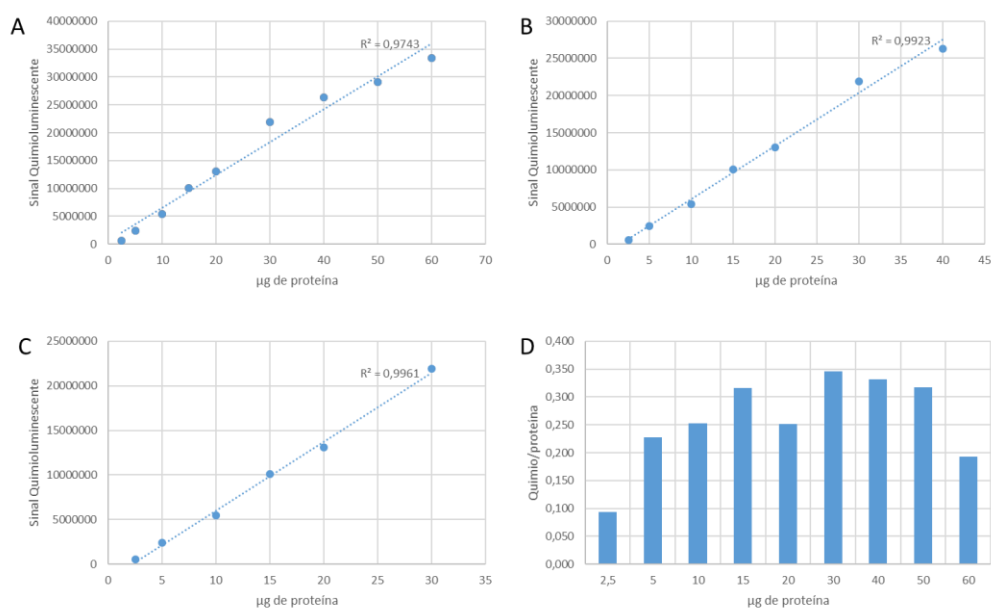 A
Sinal Quimioluminescente
40000000
35000000
30000000
25000000
20000000
15000000
10000000
5000000
0
R² = 0,9743
0 10 20 30 40 50 60 70
µg de proteína
B
Sinal Quimioluminescente
30000000
25000000
20000000
15000000
10000000
5000000
0
R² = 0,9923
0 5 10 15 20 25 30 35 40 45
µg de proteína
C
Sinal Quimioluminescente
25000000
20000000
15000000
10000000
5000000
0
R² = 0,9961
0 5 10 15 20 25 30 35
µg de proteína
D
Quimio/proteina
0,400
0,350
0,300
0,250
0,200
0,150
0,100
0,050
0,000
2,5 5 10 15 20 30 40 50 60
µg de proteína